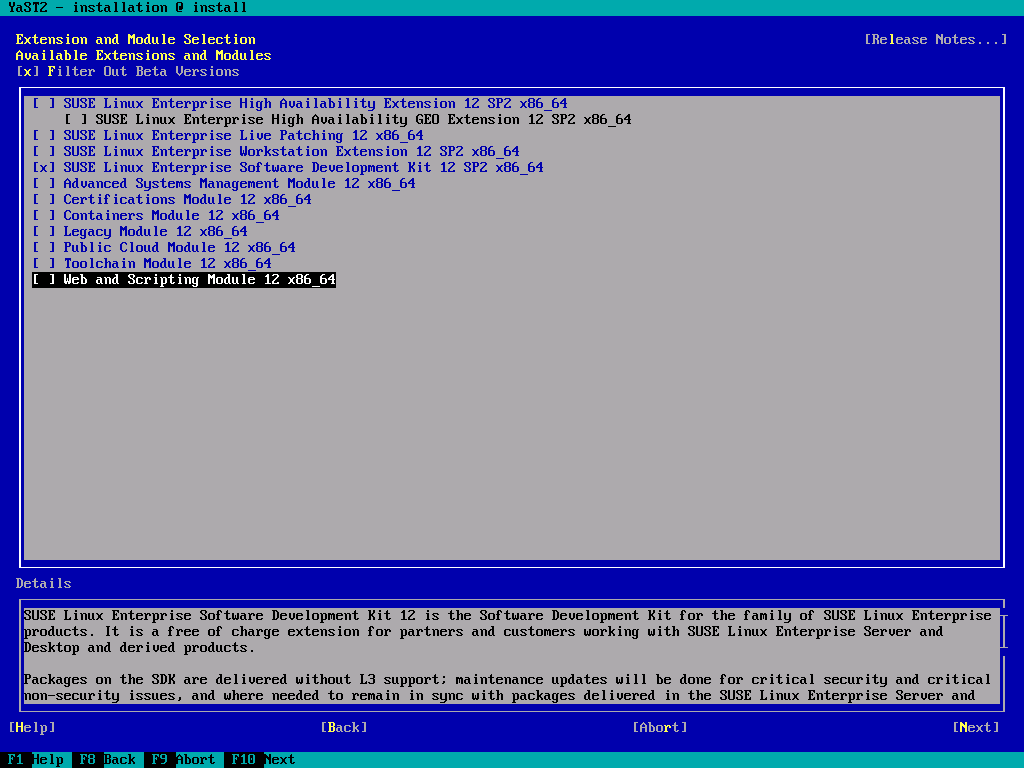 YaST2 - installation @ install
Extension and Module Selection [Release Notes...]
Available Extensions and Modules
[x] Filter Out Beta Versions
[ ] SUSE Linux Enterprise High Availability Extension 12 SP2 x86_64
[ ] SUSE Linux Enterprise High Availability GEO Extension 12 SP2 x86_64
[ ] SUSE Linux Enterprise Live Patching 12 x86_64
[ ] SUSE Linux Enterprise Workstation Extension 12 SP2 x86_64
[x] SUSE Linux Enterprise Software Development Kit 12 SP2 x86_64
[ ] Advanced Systems Management Module 12 x86_64
[ ] Certifications Module 12 x86_64
[ ] Containers Module 12 x86_64
[ ] Legacy Module 12 x86_64
[ ] Public Cloud Module 12 x86_64
[ ] Toolchain Module 12 x86_64
[ ] Web and Scripting Module 12 x86_64
Details
SUSE Linux Enterprise Software Development Kit 12 is the Software Development Kit for the family of SUSE Linux Enterprise
products. It is a free of charge extension for partners and customers working with SUSE Linux Enterprise Server and
Desktop and derived products.
Packages on the SDK are delivered without L3 support; maintenance updates will be done for critical security and critical
non-security issues, and where needed to remain in sync with packages delivered in the SUSE Linux Enterprise Server and
[Help] [Back] [Abort] [Next]
F1 Help F8 Back F9 Abort F10 Next